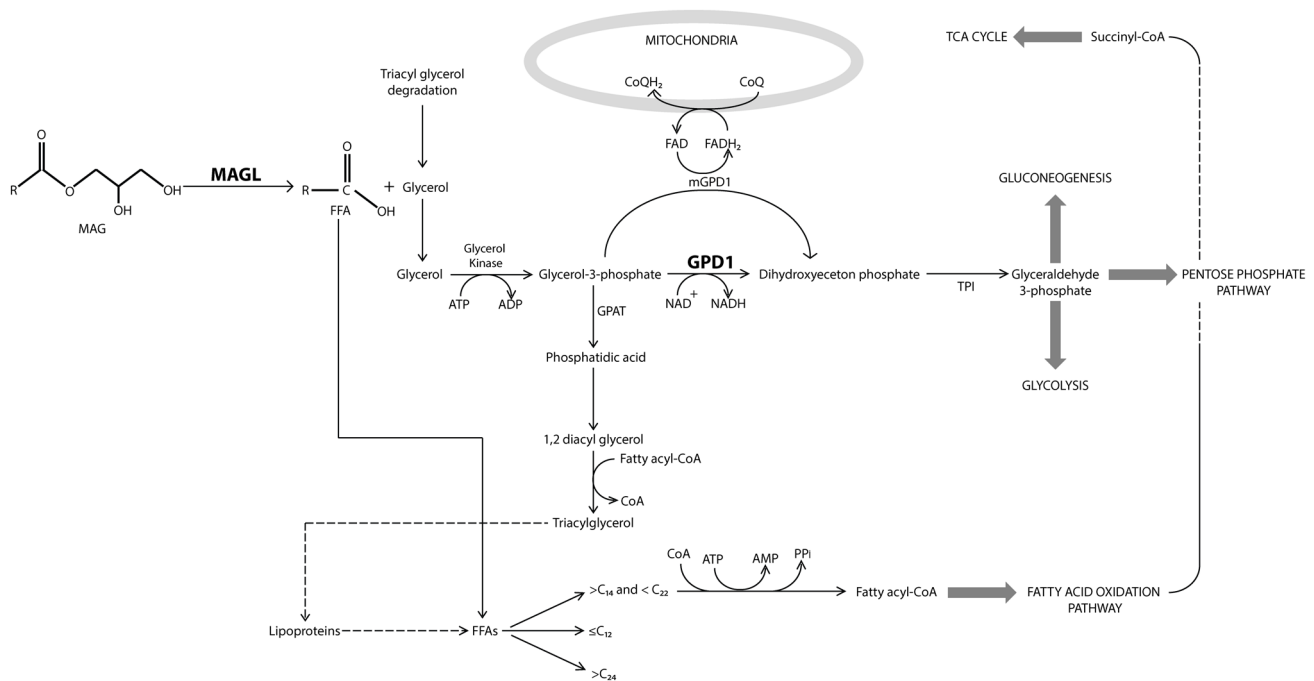 MITOCHONDRIA
TCA CYCLE
Succinyl-CoA
Triacyl glycerol
degradation
CoQH₂
CoQ
O
O
MAGL
FAD
FADH₂
R
O
OH
OH
MAG
R
C
OH
FFA
+
Glycerol
mGPD1
GLUCONEOGENESIS
Glycerol
Glycerol
Kinase
ATP
ADP
Glycerol-3-phosphate
GPD1
NAD⁺
NADH
Dihydroxyeceton phosphate
TPI
Glyceraldehyde
3-phosphate
PENTOSE PHOSPHATE
PATHWAY
GPAT
Phosphatidic acid
GLYCOLYSIS
1,2 diacyl glycerol
Fatty acyl-CoA
CoA
Triacylglycerol
CoA
ATP
AMP
PPi
>C₁₄ and < C₂₂
Fatty acyl-CoA
FATTY ACID OXIDATION
PATHWAY
Lipoproteins
FFAs
≤C₁₂
>C₂₄